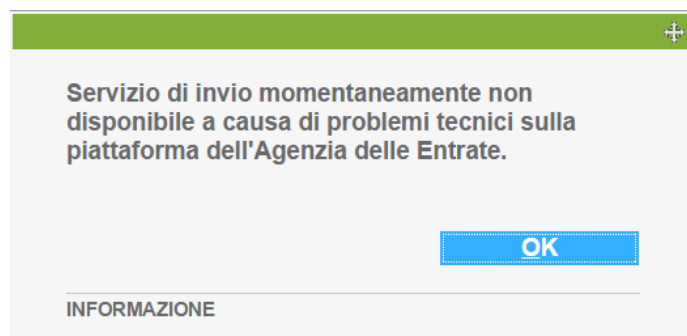 Servizio di invio momentaneamente non
disponibile a causa di problemi tecnici sulla
piattaforma dell'Agenzia delle Entrate.
OK
INFORMAZIONE